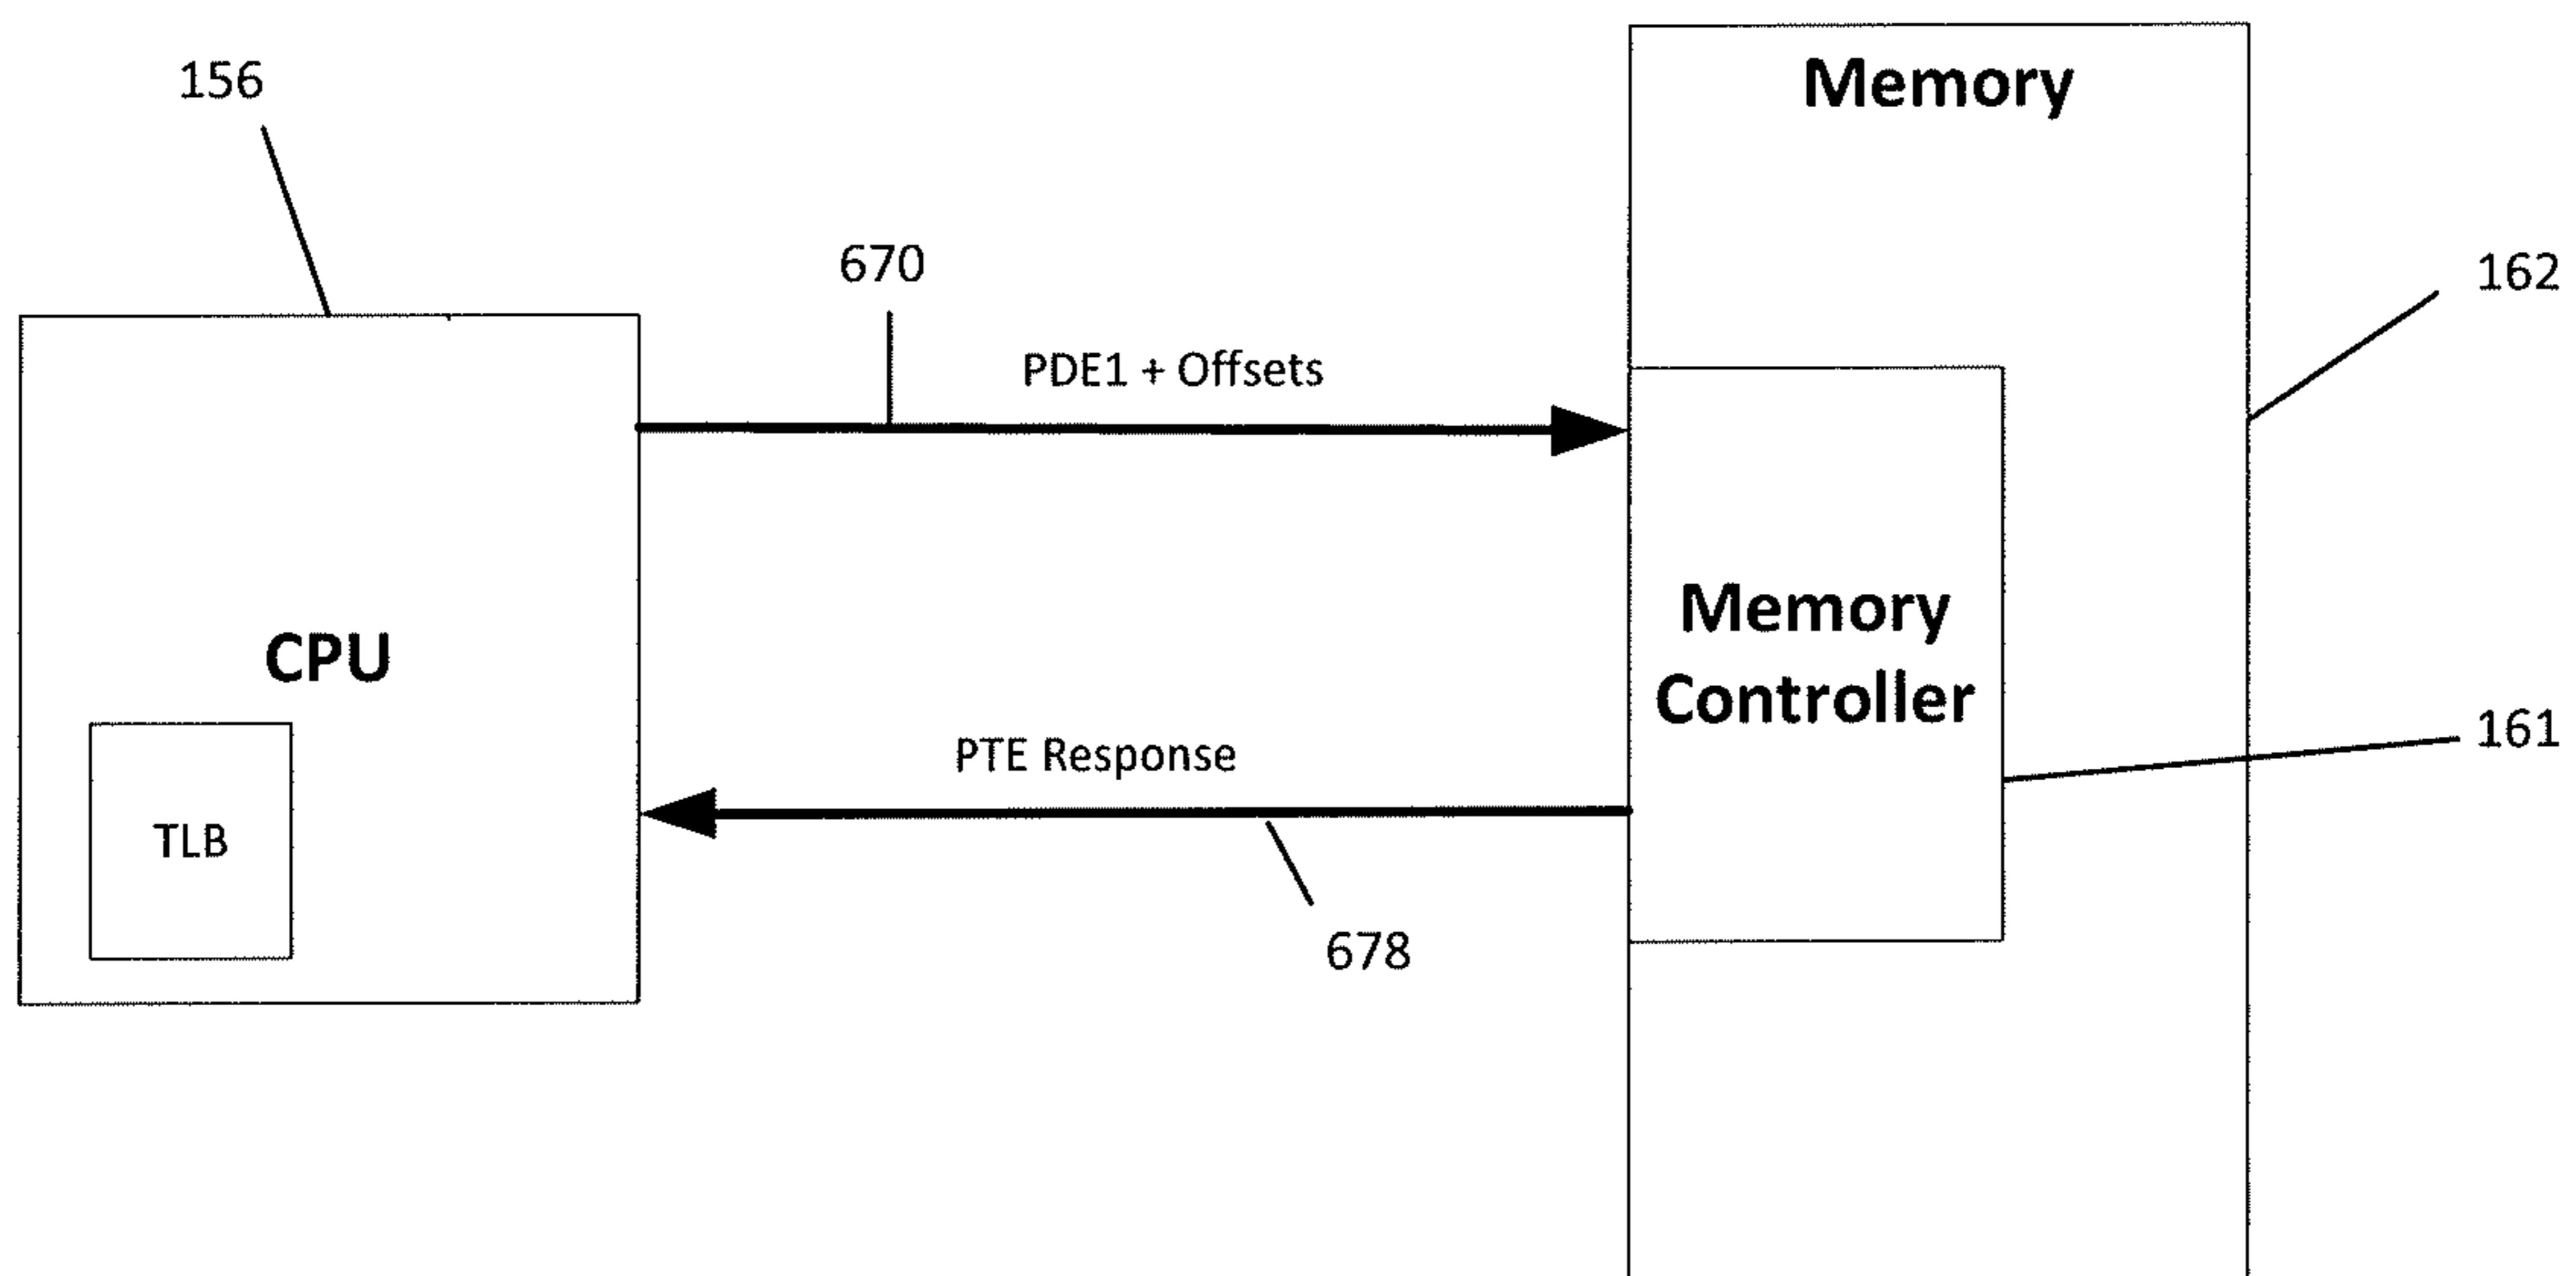 Memory
156
670
162
PDE1 + Offsets
Memory
Controller
CPU
161
PTE Response
TLB
678